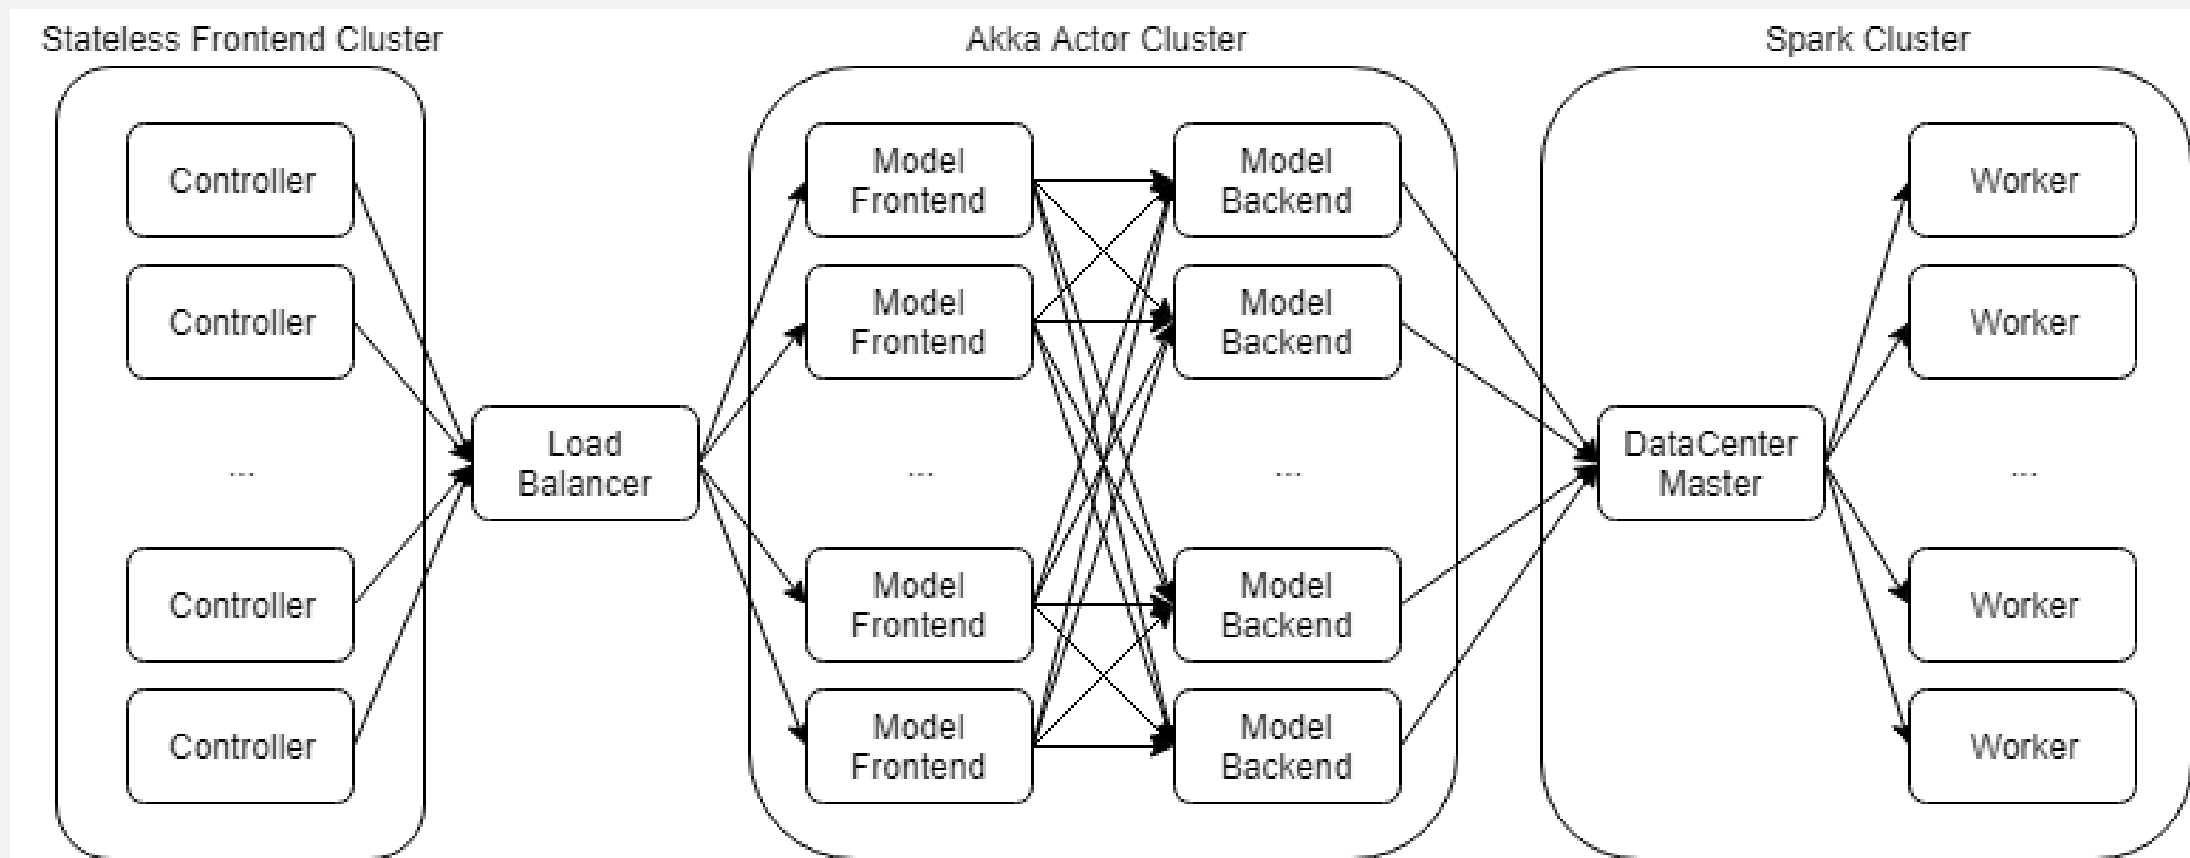 Stateless Frontend Cluster
Akka Actor Cluster
Spark Cluster
Controller
Model
Frontend
Model
Backend
Worker
Controller
Model
Frontend
Model
Backend
Worker
Load
Balancer
DataCenter
Master
...
...
...
...
Controller
Model
Frontend
Model
Backend
Worker
Controller
Model
Frontend
Model
Backend
Worker